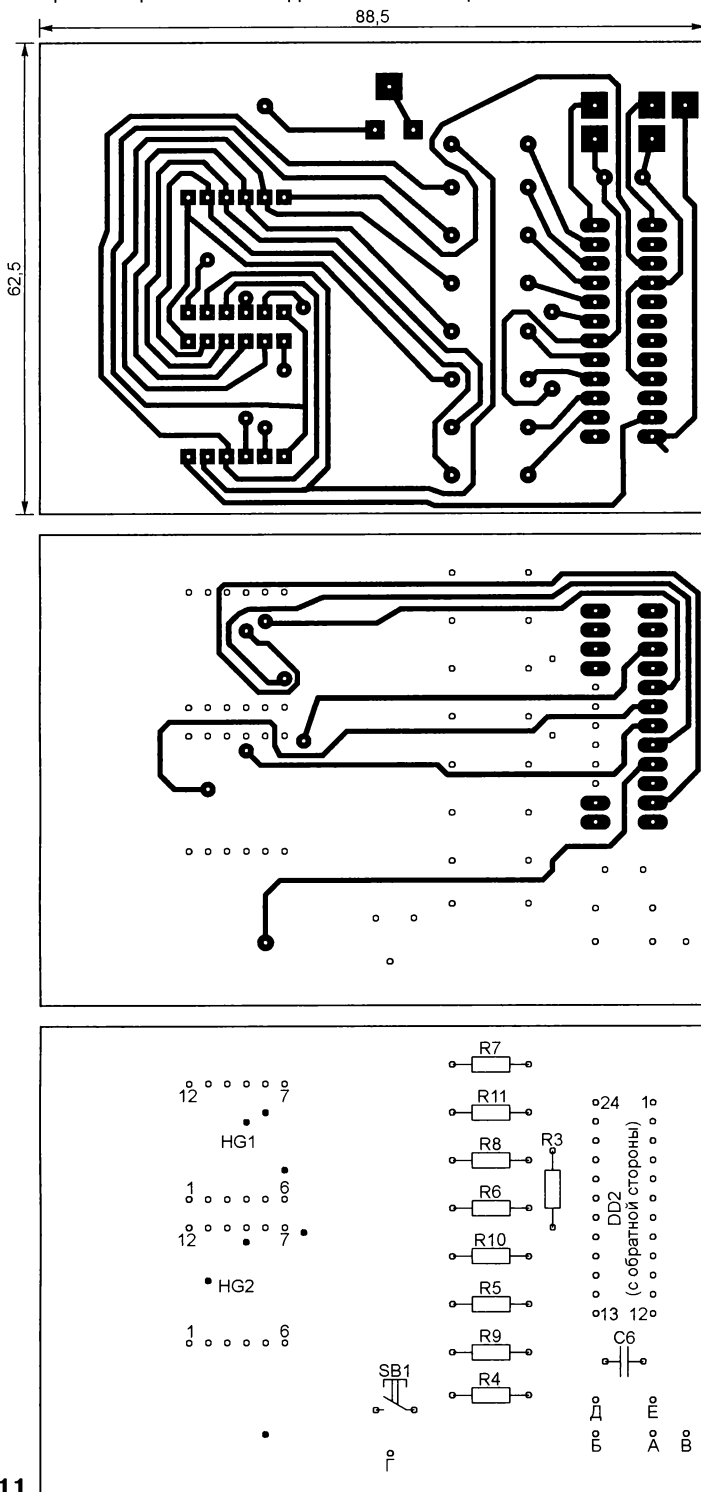 88,5
62,5
R7
12 7
R11
24 1
HG1
R8
R3
1 6
R6
DD2
(с обратной стороны)
12 7
R10
HG2
R5
13 12
1 6
R9
C6
SB1
R4
Д Е
Б А В
Г
11